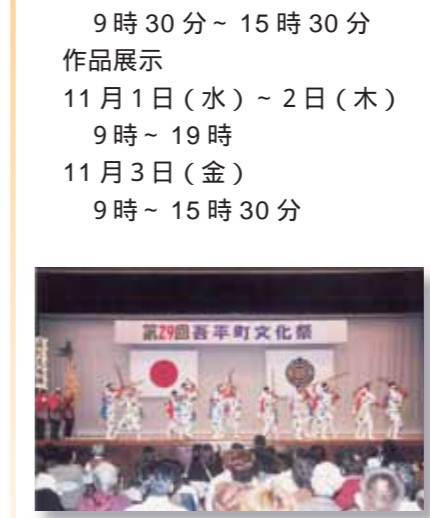 9時30分~ 15時30分
作品展示
11月1日(水)~ 2日(木)
9時~ 19時
11月3日(金)
9時~ 15時30分
第29回吾平町文化祭